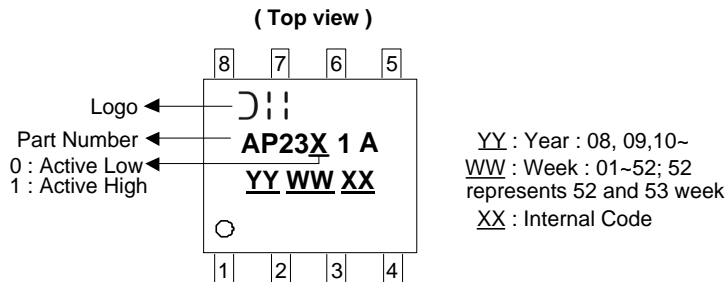 ( Top view )
8 7 6 5
Logo
Part Number
0 : Active Low
1 : Active High
AP23X 1 A
YY WW XX
1 2 3 4
YY : Year : 08, 09,10~
WW : Week : 01~52; 52
represents 52 and 53 week
XX : Internal Code